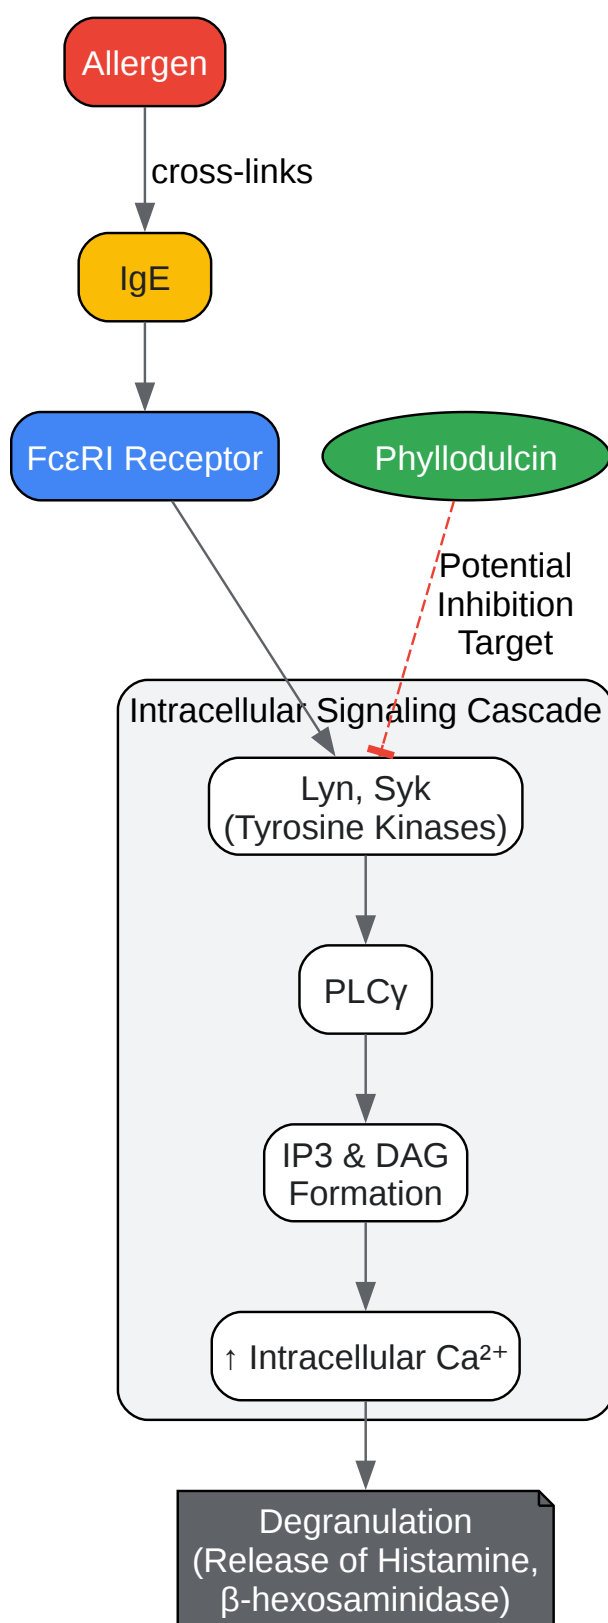 Allergen
cross-links
IgE
FcεRI Receptor
Phyllodulcin
Potential
Inhibition
Target
Intracellular Signaling Cascade
Lyn, Syk
(Tyrosine Kinases)
PLCγ
IP3 & DAG
Formation
↑ Intracellular Ca²⁺
Degranulation
(Release of Histamine,
β-hexosaminidase)